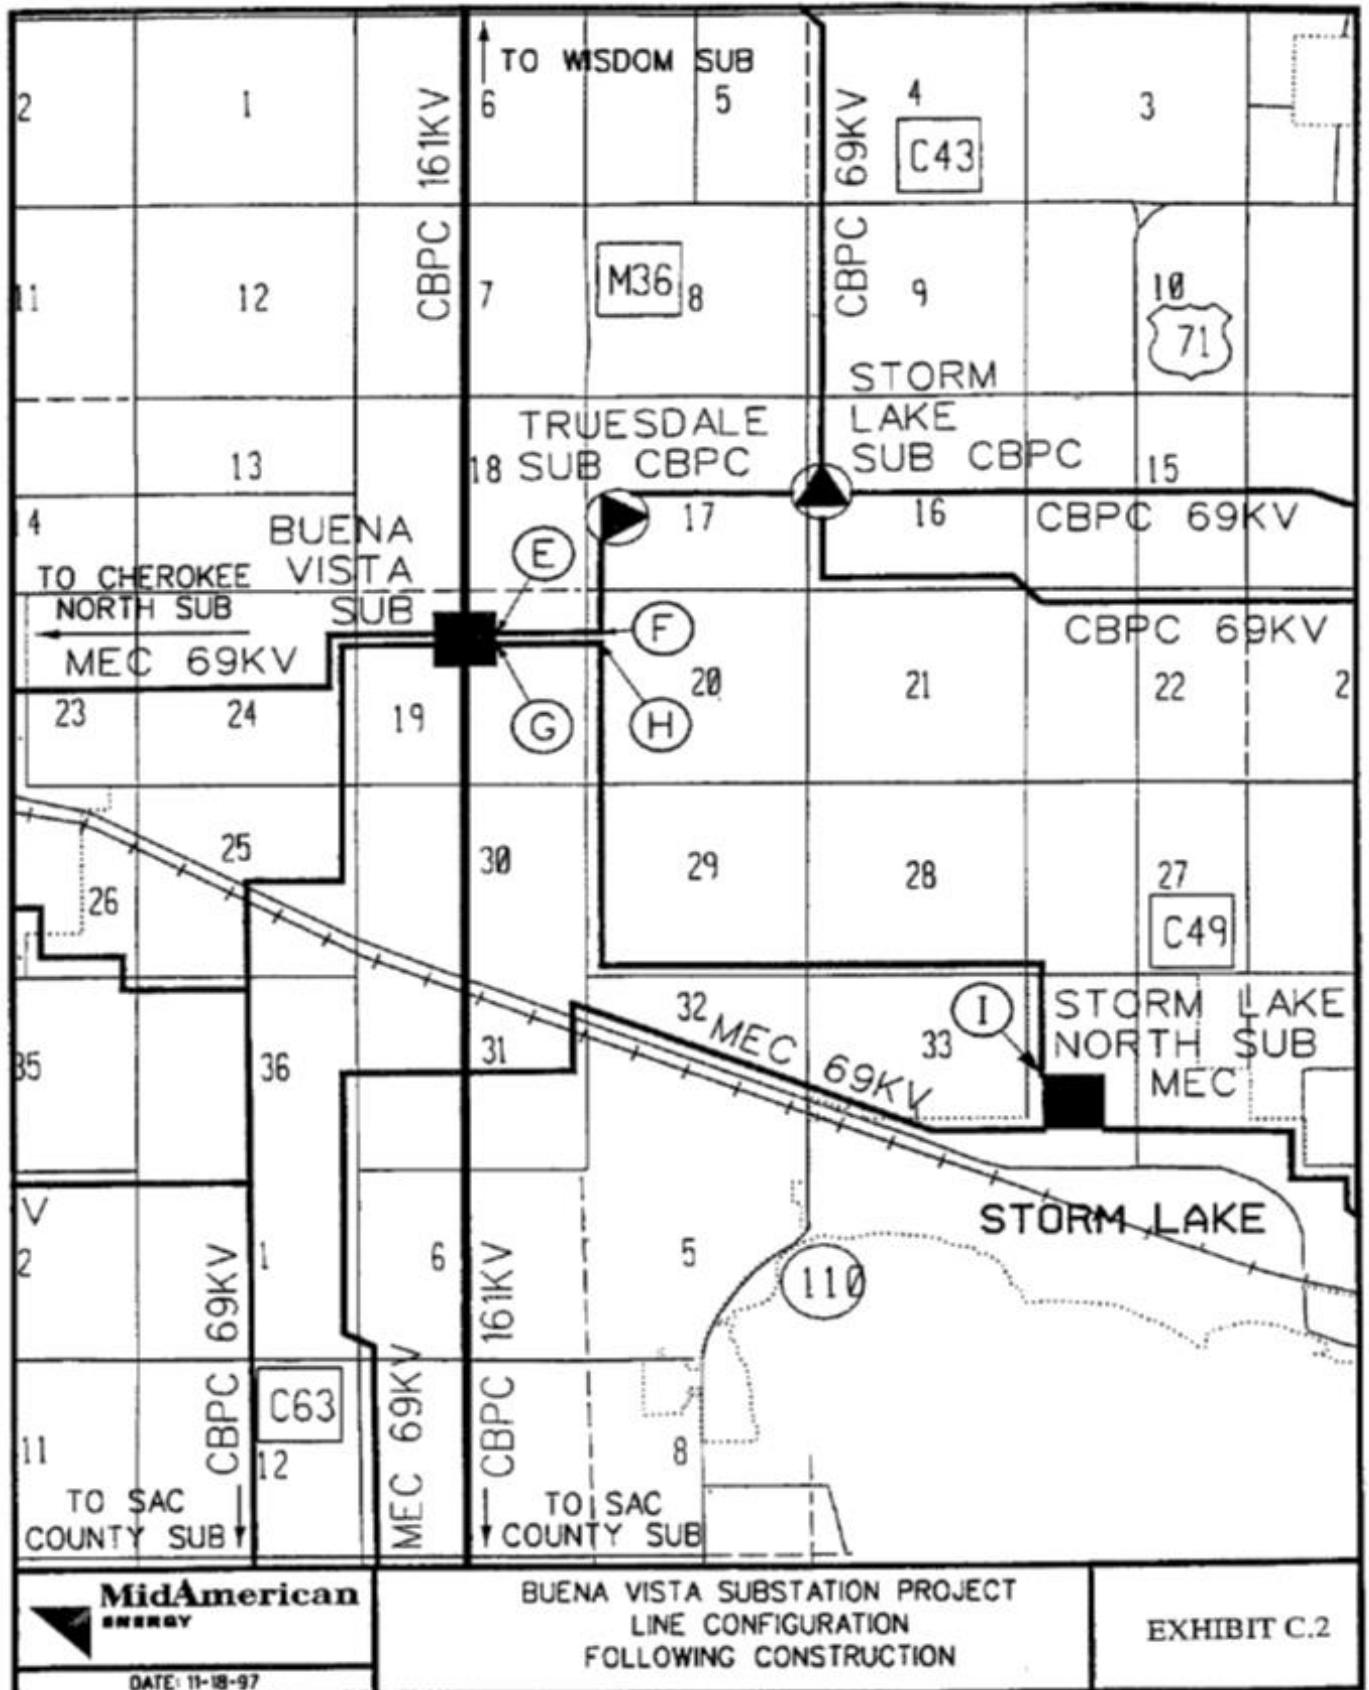 TO WISDOM SUB
2
1
6
5
4
3
C43
CBPC 161KV
CBPC 69KV
11
12
7
M36
8
9
10
71
STORM
LAKE
SUB CBPC
TRUESDALE
SUB CBPC
13
18
15
14
17
16
CBPC 69KV
BUENA
VISTA
SUB
E
TO CHEROKEE
NORTH SUB
F
CBPC 69KV
MEC 69KV
20
21
22
2
23
24
19
G
H
25
30
29
28
27
26
C49
I
STORM LAKE
NORTH SUB
MEC
32
MEC 69KV
33
35
36
31
STORM LAKE
V
2
1
6
5
110
CBPC 69KV
CBPC 161KV
MEC 69KV
C63
11
12
8
TO SAC
COUNTY SUB
TO SAC
COUNTY SUB
MidAmerican
ENERGY
DATE: 11-18-97
BUENA VISTA SUBSTATION PROJECT
LINE CONFIGURATION
FOLLOWING CONSTRUCTION
EXHIBIT C.2